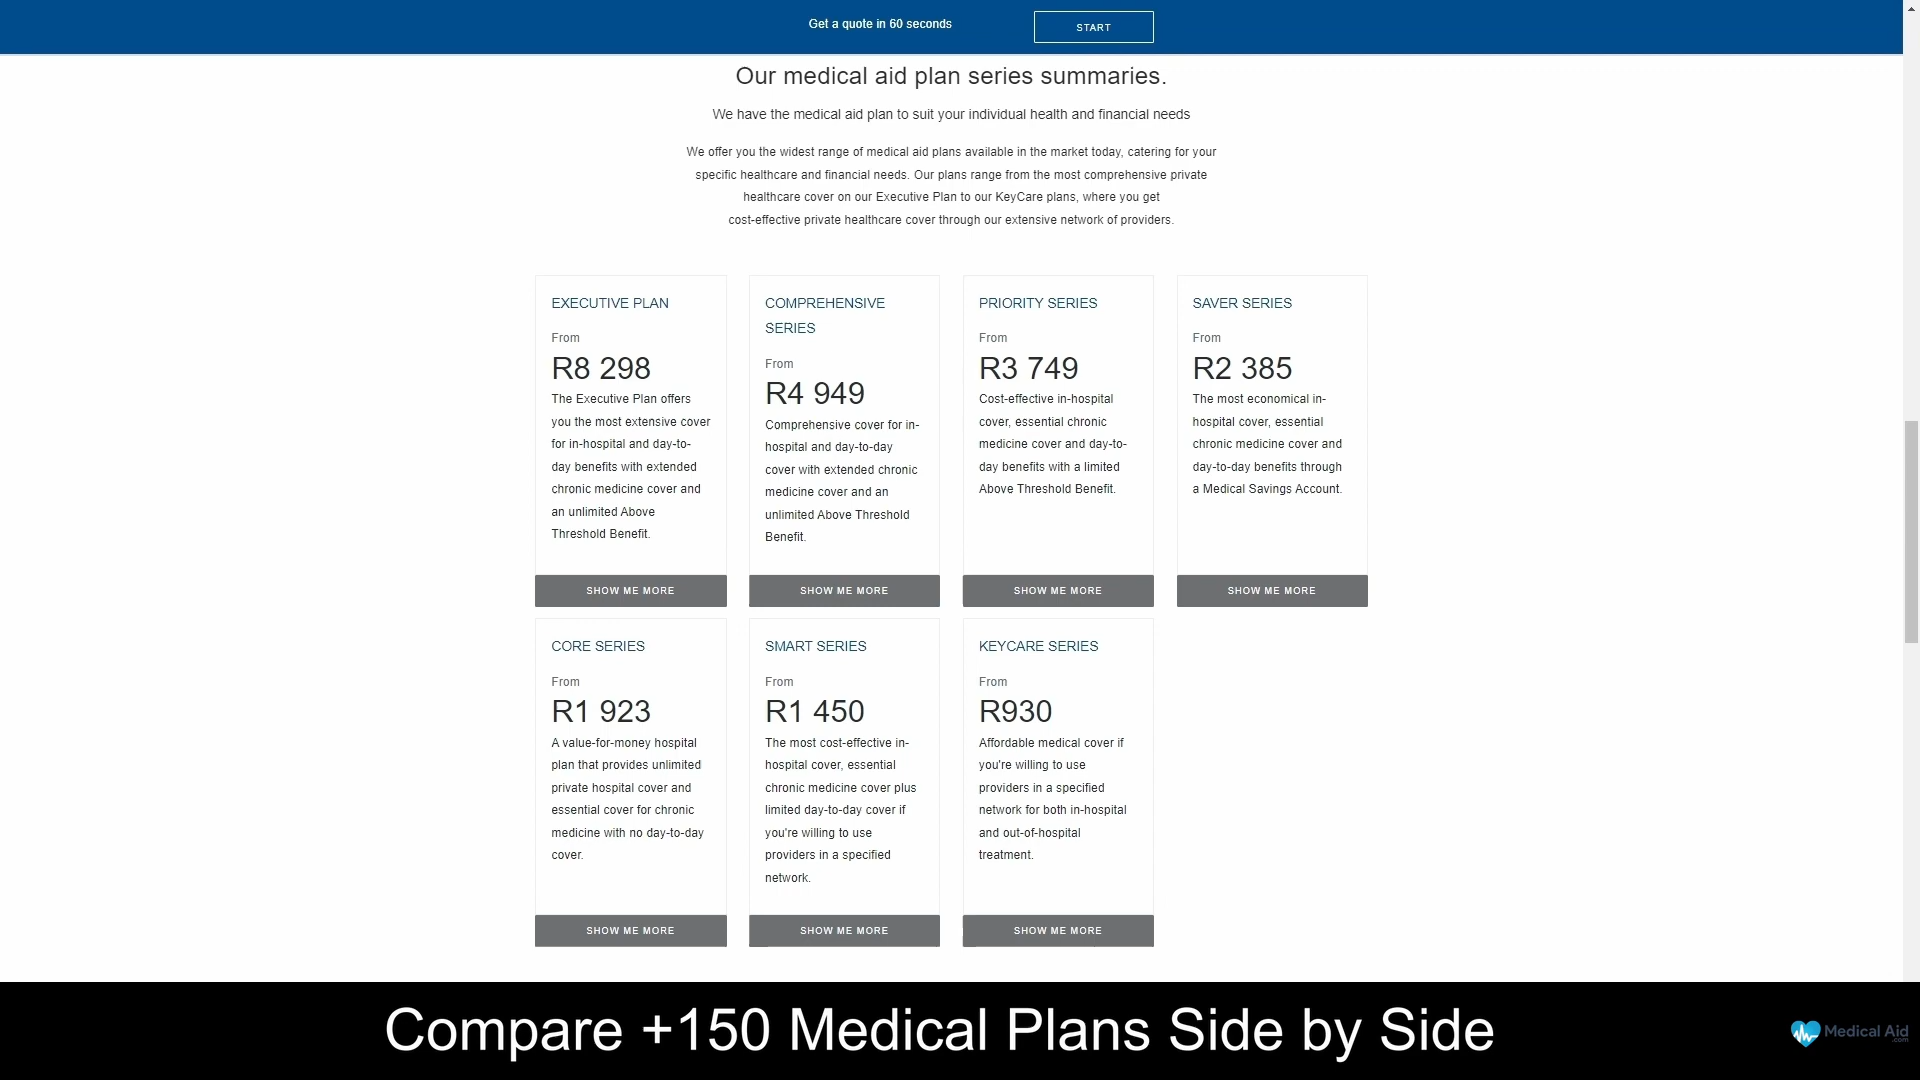 Get a quote in 60 seconds
START
Our medical aid plan series summaries.
We have the medical aid plan to suit your individual health and financial needs
We offer you the widest range of medical aid plans available in the market today, catering for your
specific healthcare and financial needs. Our plans range from the most comprehensive private
healthcare cover on our Executive Plan to our KeyCare plans, where you get
cost-effective private healthcare cover through our extensive network of providers.
EXECUTIVE PLAN
From
R8 298
The Executive Plan offers
you the most extensive cover
for in-hospital and day-to-
day benefits with extended
chronic medicine cover and
an unlimited Above
Threshold Benefit.
SHOW ME MORE
COMPREHENSIVE
SERIES
From
R4 949
Comprehensive cover for in-
hospital and day-to-day
cover with extended chronic
medicine cover and an
unlimited Above Threshold
Benefit.
SHOW ME MORE
PRIORITY SERIES
From
R3 749
Cost-effective in-hospital
cover, essential chronic
medicine cover and day-to-
day benefits with a limited
Above Threshold Benefit.
SHOW ME MORE
SAVER SERIES
From
R2 385
The most economical in-
hospital cover, essential
chronic medicine cover and
day-to-day benefits through
a Medical Savings Account.
SHOW ME MORE
CORE SERIES
From
R1 923
A value-for-money hospital
plan that provides unlimited
private hospital cover and
essential cover for chronic
medicine with no day-to-day
cover.
SHOW ME MORE
SMART SERIES
From
R1 450
The most cost-effective in-
hospital cover, essential
chronic medicine cover plus
limited day-to-day cover if
you're willing to use
providers in a specified
network.
SHOW ME MORE
KEYCARE SERIES
From
R930
Affordable medical cover if
you're willing to use
providers in a specified
network for both in-hospital
and out-of-hospital
treatment.
SHOW ME MORE
Compare +150 Medical Plans Side by Side
Medical Aid
.com